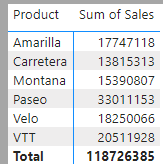 Product Sum of Sales
Amarilla 17747118
Carretera 13815313
Montana 15390807
Paseo 33011153
Velo 18250066
VTT 20511928
Total 118726385